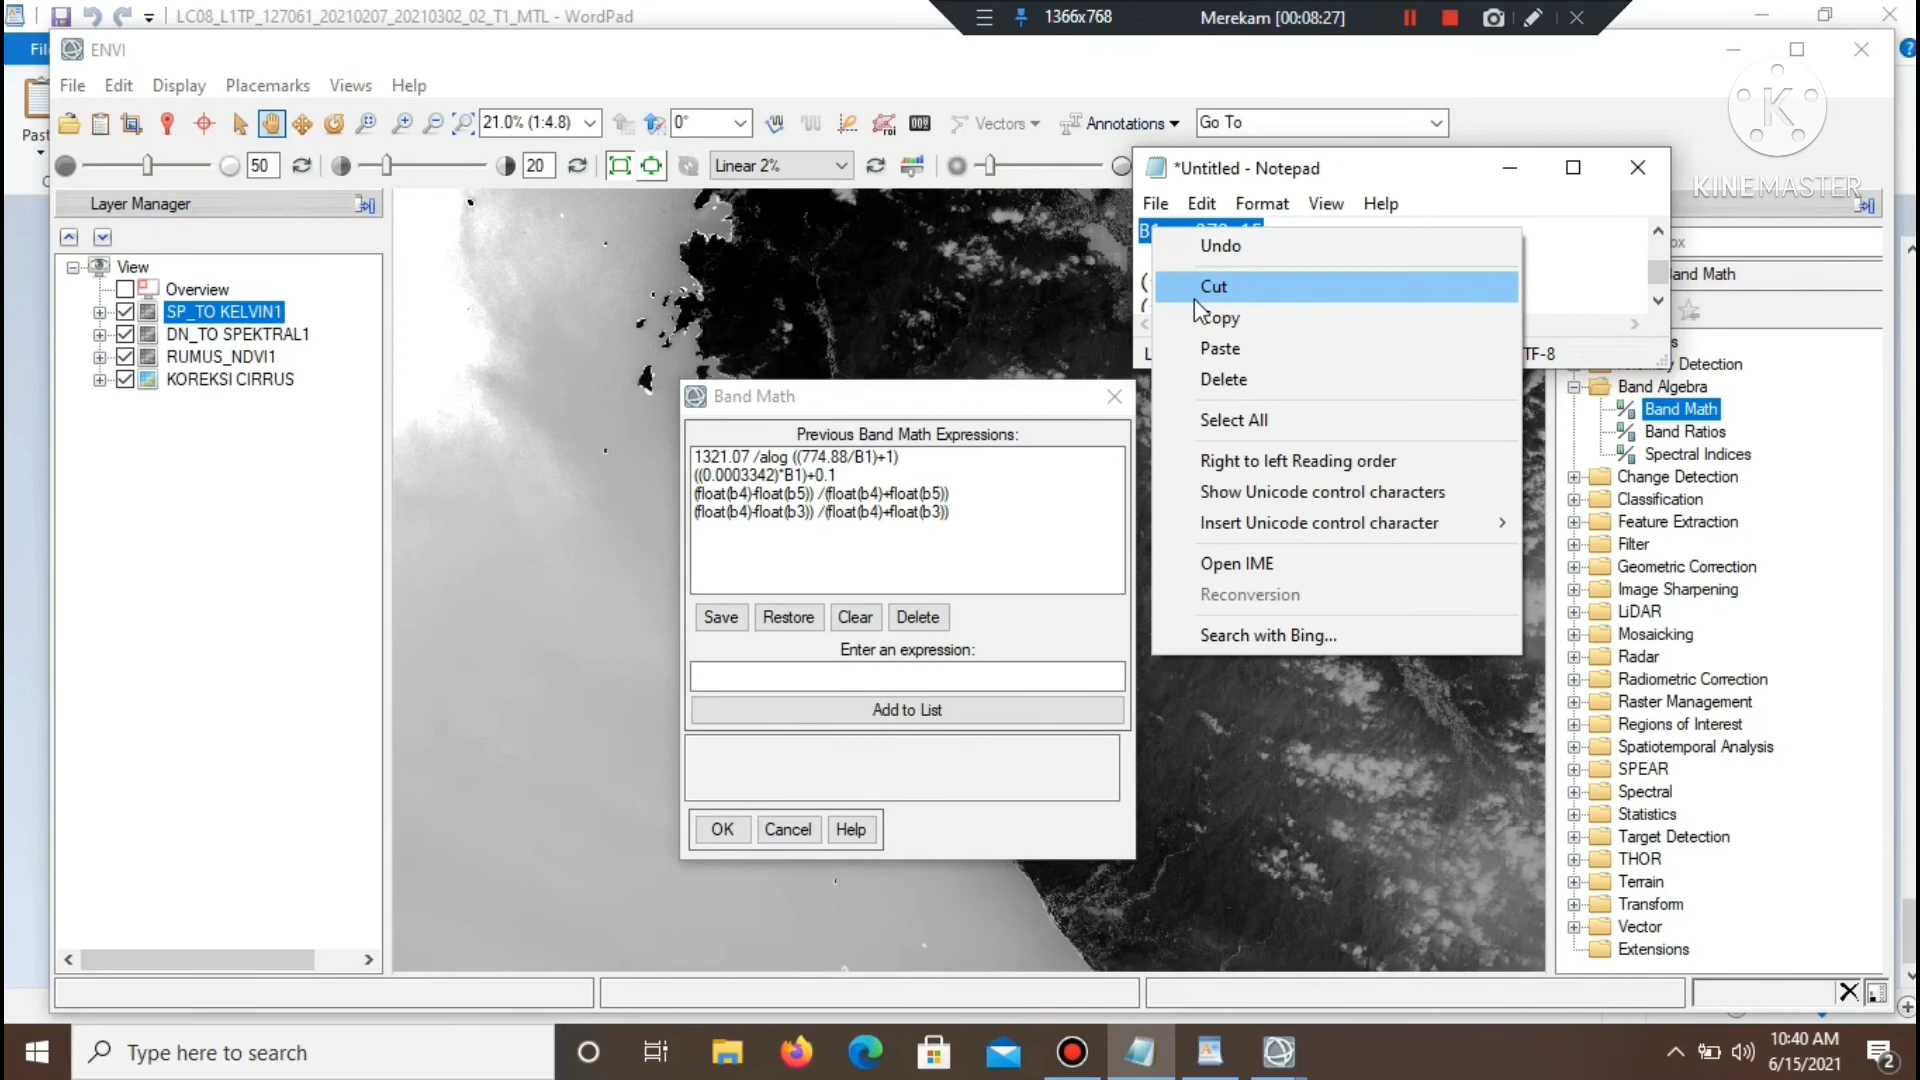 LC08_L1TP_127061_20210207_20210302_02_T1_MTL - WordPad
1366x768
Merekam [00:08:27]
ENVI
File Edit Display Placemarks Views Help
21.0% (1:4.8)
0°
Vectors
Annotations
Go To
50
20
Linear 2%
KINEMASTER
Layer Manager
View
Overview
SP_TO KELVIN1
DN_TO SPEKTRAL1
RUMUS_NDVI1
KOREKSI CIRRUS
*Untitled - Notepad
File Edit Format View Help
Undo
Cut
Copy
Paste
Delete
Select All
Right to left Reading order
Show Unicode control characters
Insert Unicode control character
Open IME
Reconversion
Search with Bing...
TF-8
Band Math
Previous Band Math Expressions:
1321.07 /alog ((774.88/B1)+1)
((0.0003342)*B1)+0.1
(float(b4)-float(b5)) /(float(b4)+float(b5))
(float(b4)-float(b3)) /(float(b4)+float(b3))
Save Restore Clear Delete
Enter an expression:
Add to List
OK Cancel Help
Band Math
Detection
Band Algebra
Band Math
Band Ratios
Spectral Indices
Change Detection
Classification
Feature Extraction
Filter
Geometric Correction
Image Sharpening
LiDAR
Mosaicking
Radar
Radiometric Correction
Raster Management
Regions of Interest
Spatiotemporal Analysis
SPEAR
Spectral
Statistics
Target Detection
THOR
Terrain
Transform
Vector
Extensions
Type here to search
10:40 AM
6/15/2021
2